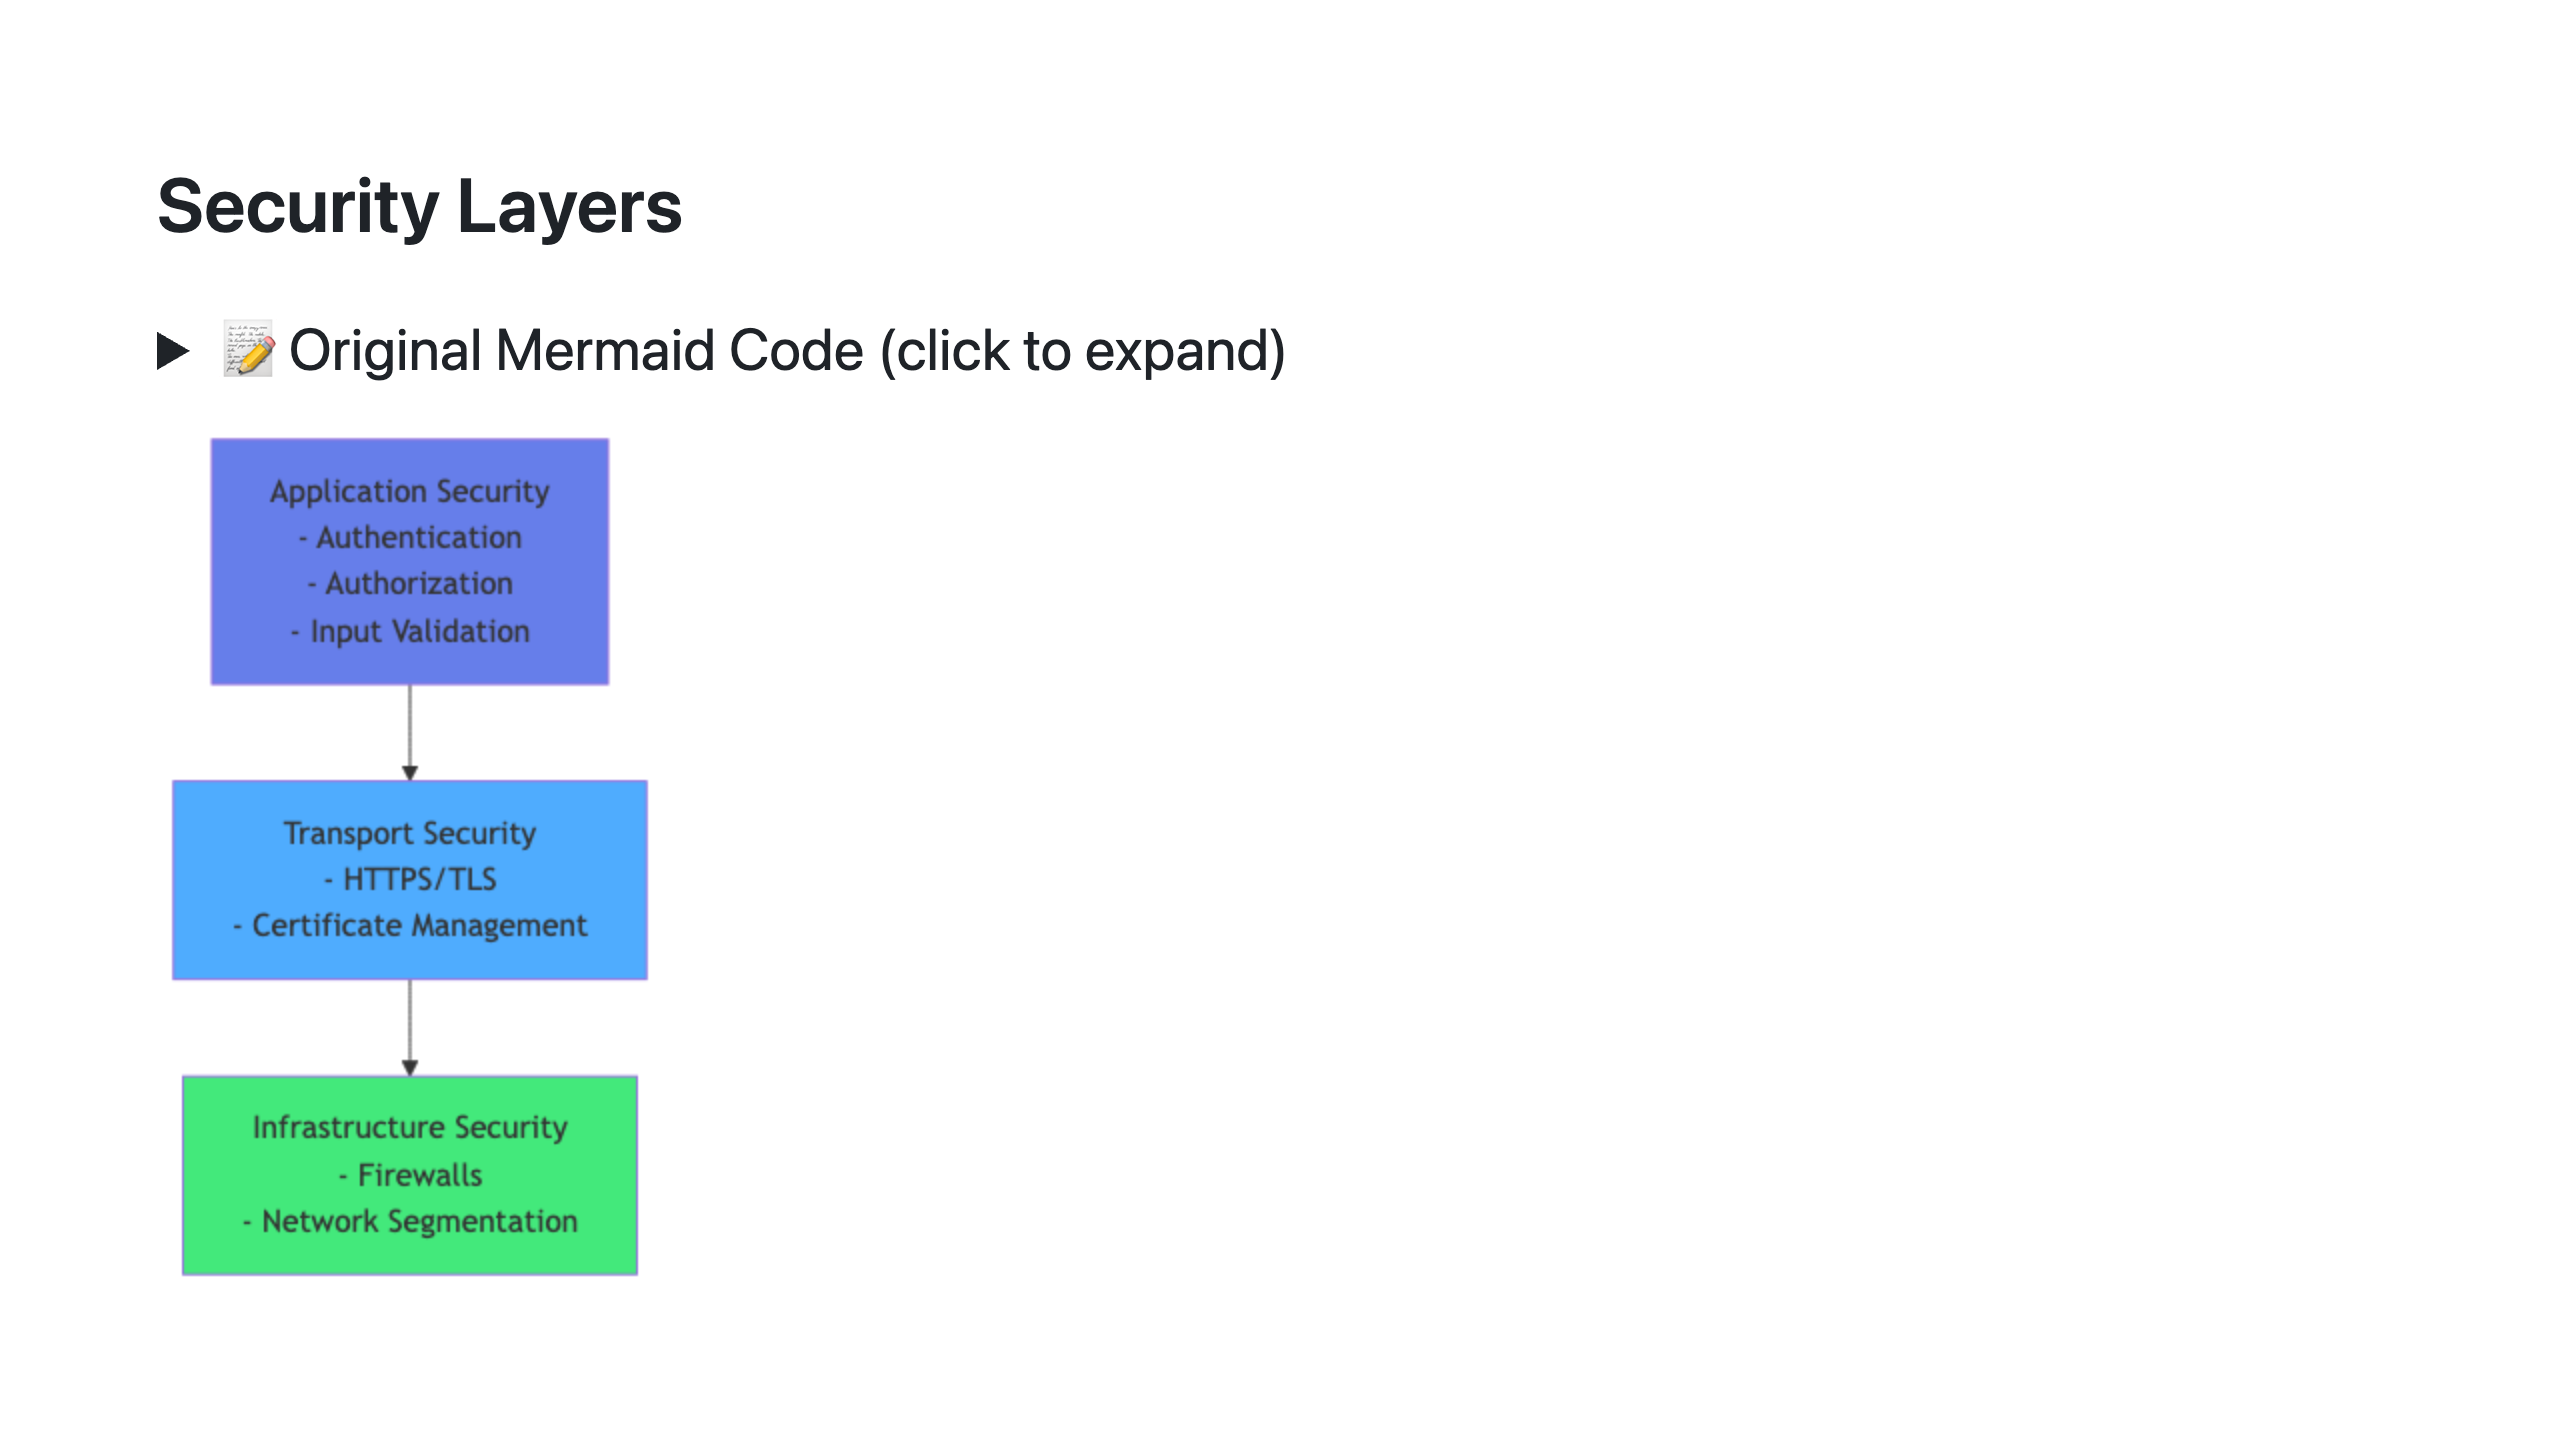 Security Layers
Original Mermaid Code (click to expand)
Application Security
- Authentication
- Authorization
- Input Validation
Transport Security
- HTTPS/TLS
- Certificate Management
Infrastructure Security
- Firewalls
- Network Segmentation